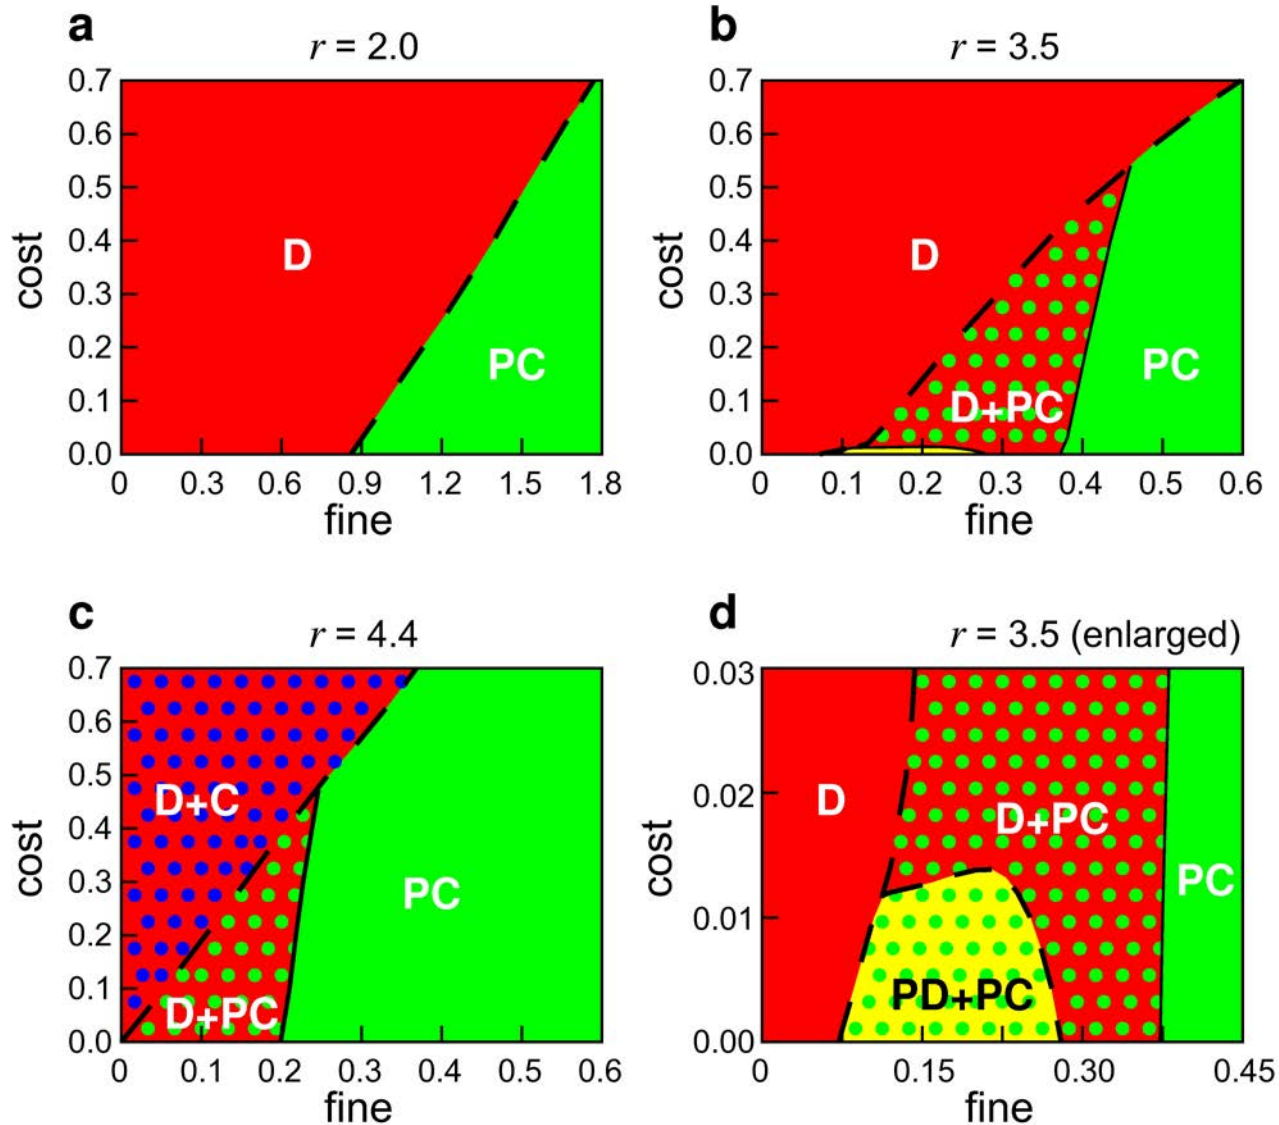 a
r = 2.0
0.7
0.6
0.5
0.4
0.3
0.2
0.1
0.0
cost
D
PC
0 0.3 0.6 0.9 1.2 1.5 1.8
fine
b
r = 3.5
0.7
0.6
0.5
0.4
0.3
0.2
0.1
0.0
cost
D
PC
D+PC
0 0.1 0.2 0.3 0.4 0.5 0.6
fine
c
r = 4.4
0.7
0.6
0.5
0.4
0.3
0.2
0.1
0.0
cost
D+C
PC
D+PC
0 0.1 0.2 0.3 0.4 0.5 0.6
fine
d
r = 3.5 (enlarged)
0.03
0.02
0.01
0.00
cost
D
D+PC
PC
PD+PC
0 0.15 0.30 0.45
fine